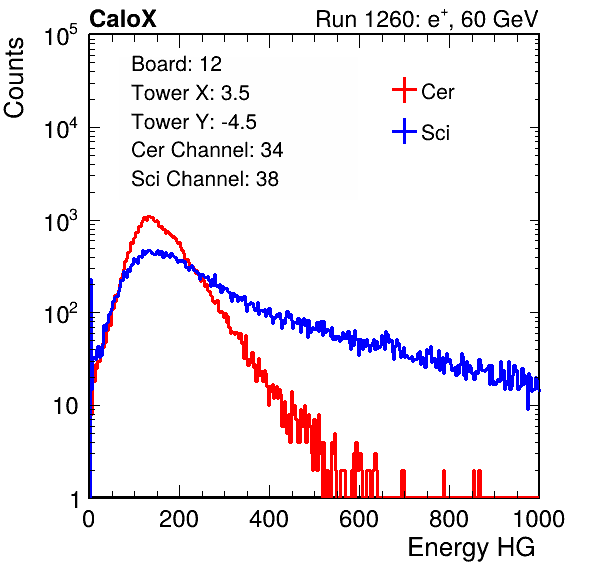 CaloX Run 1260: e⁺, 60 GeV
Counts
Board: 12
Tower X: 3.5
Tower Y: -4.5
Cer Channel: 34
Sci Channel: 38
Cer
Sci
10⁵
10⁴
10³
10²
10
1
0 200 400 600 800 1000
Energy HG